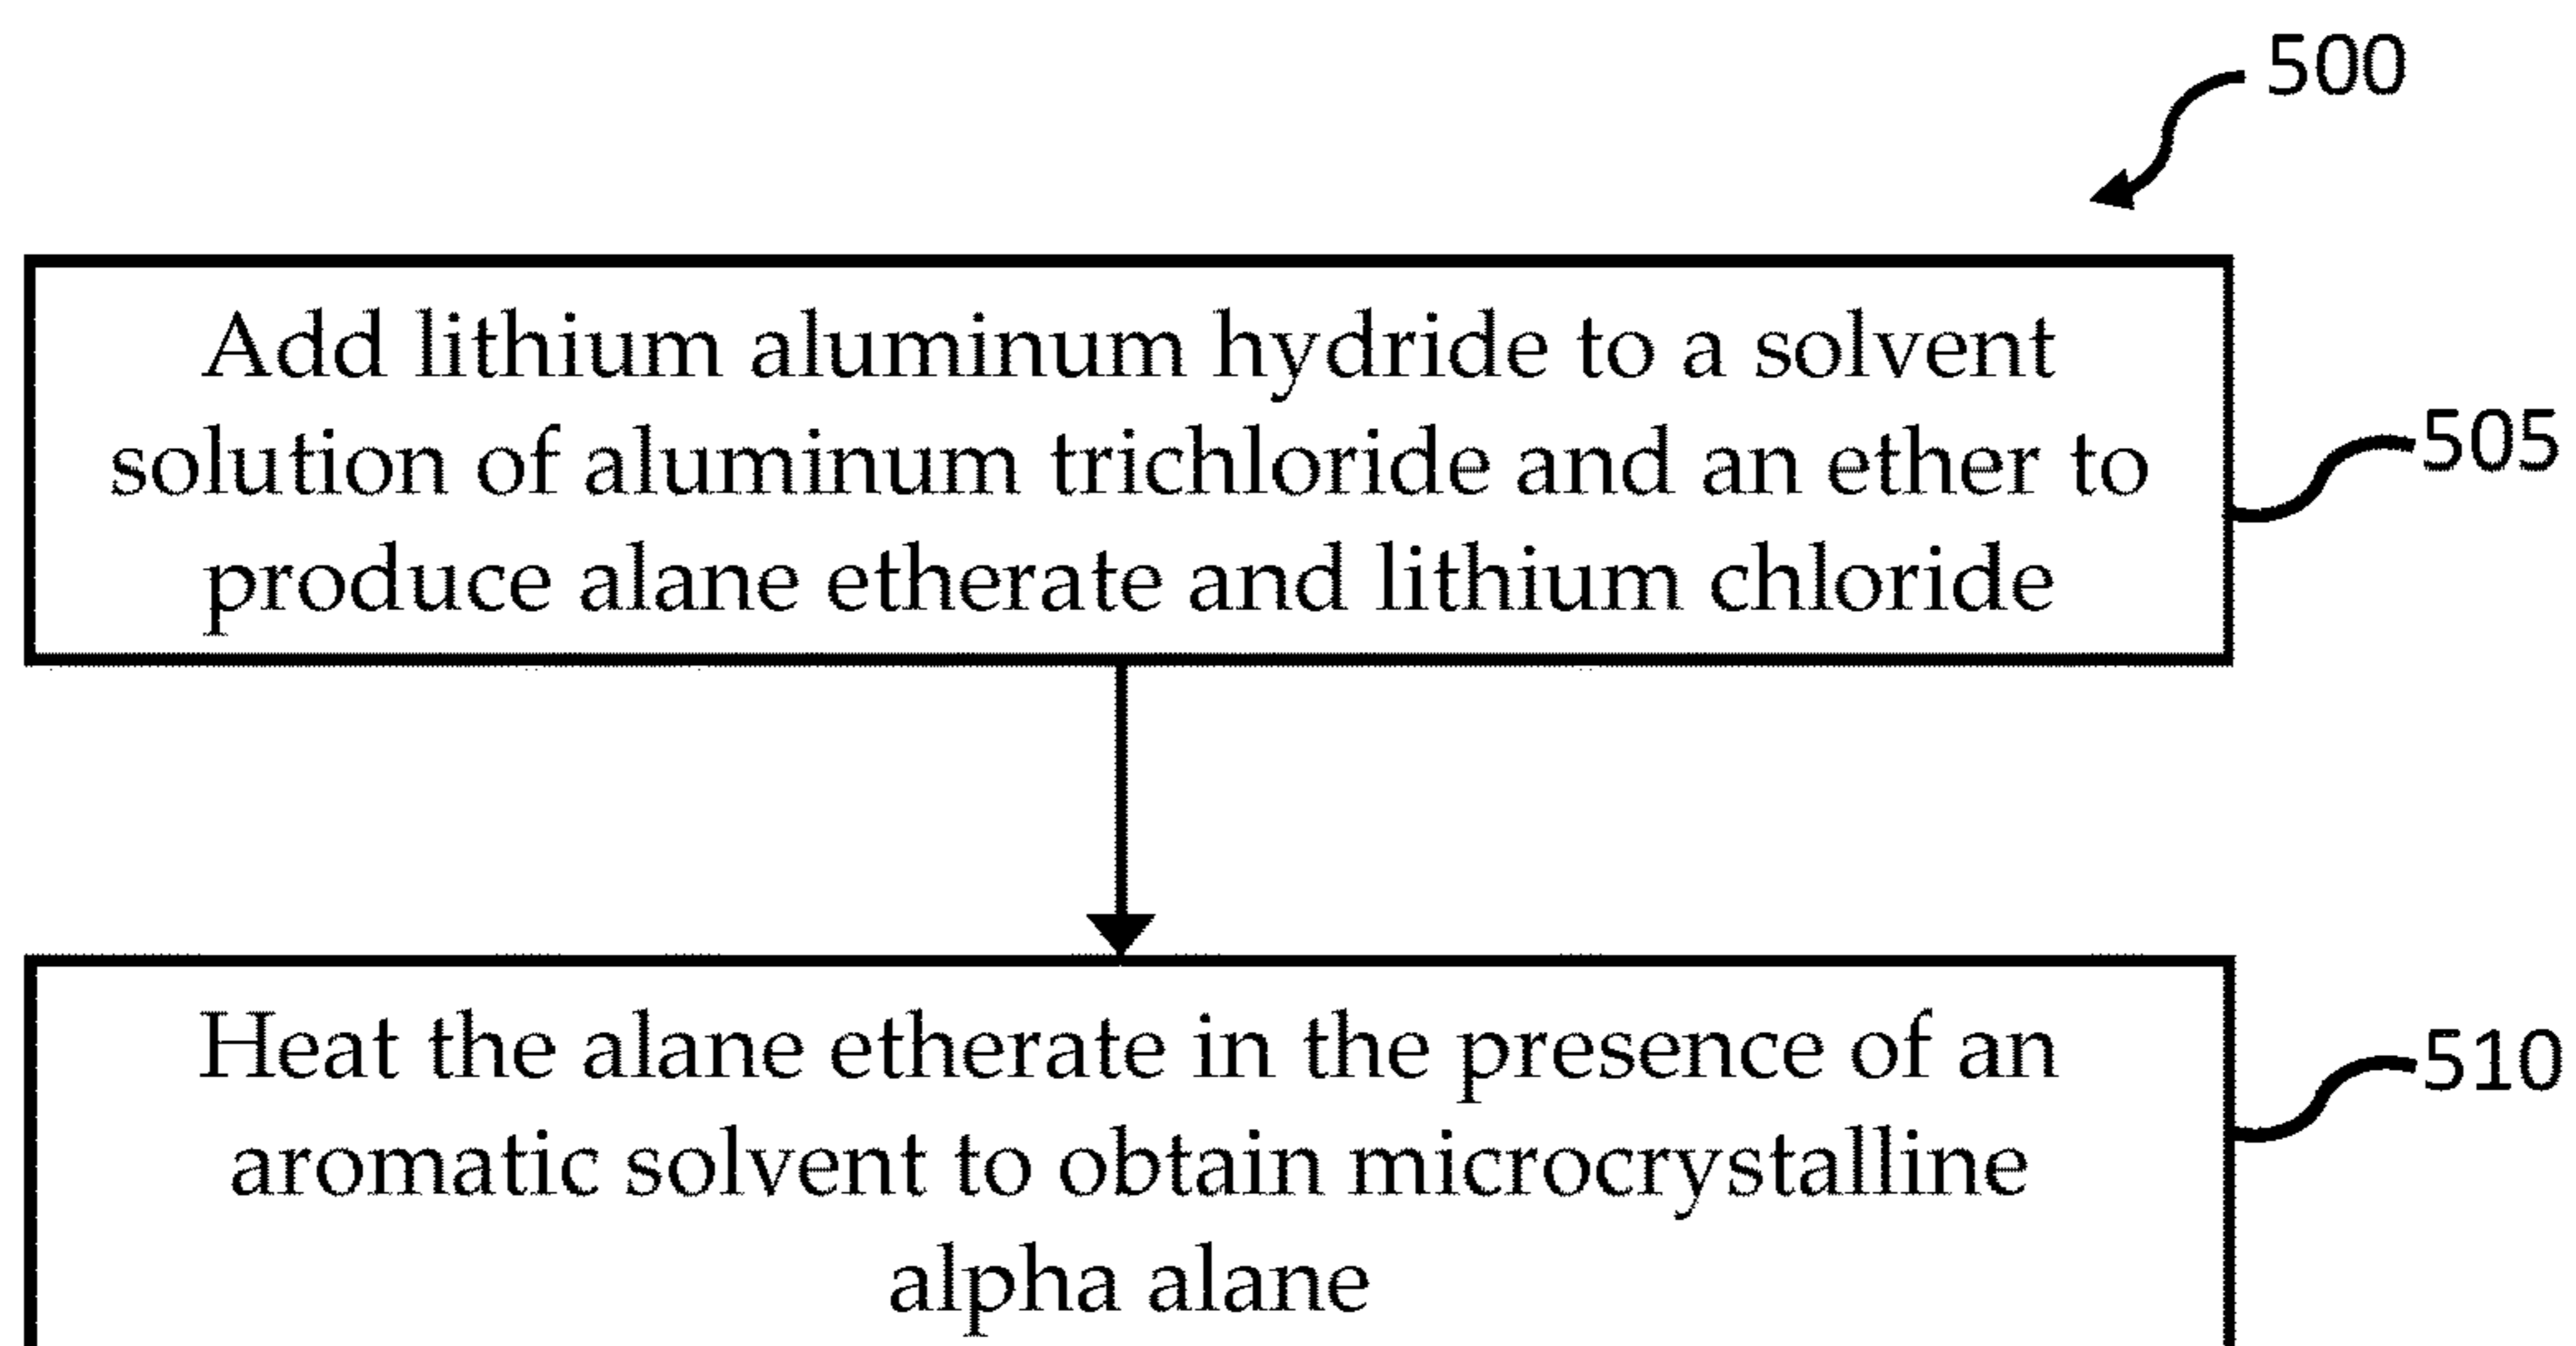 500
Add lithium aluminum hydride to a solvent
solution of aluminum trichloride and an ether to
produce alane etherate and lithium chloride
505
Heat the alane etherate in the presence of an
aromatic solvent to obtain microcrystalline
alpha alane
510